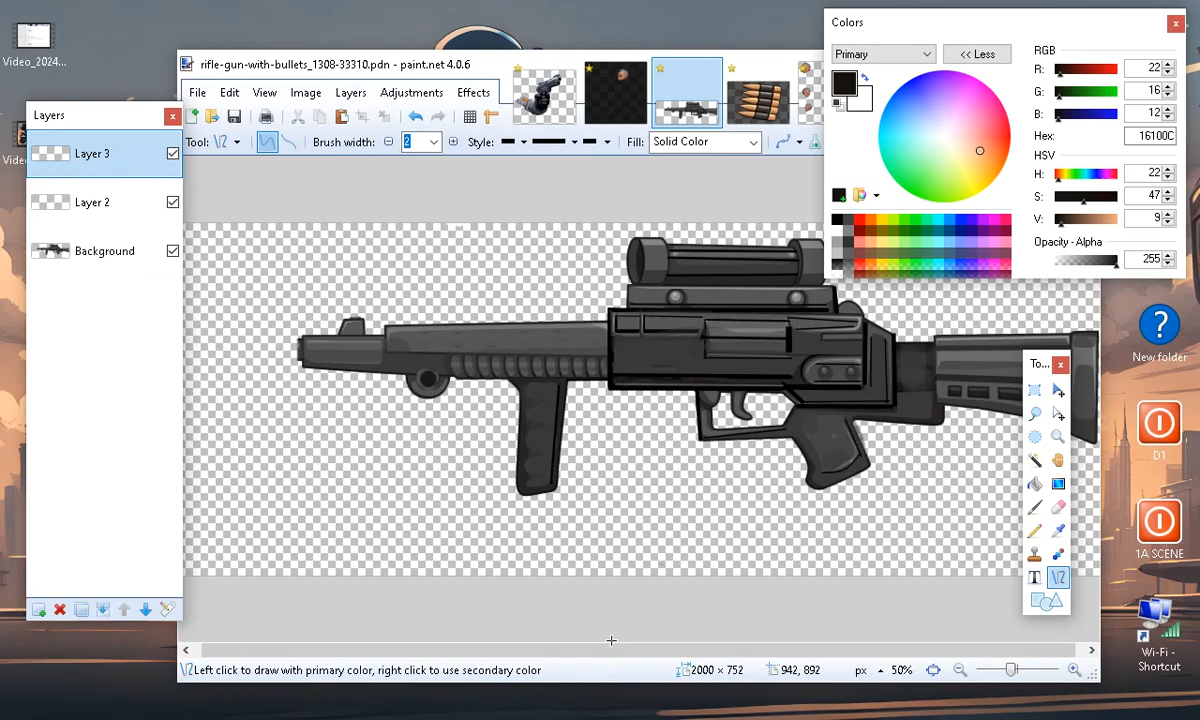 Video_2024...
rifle-gun-with-bullets_1308-33310.pdn - paint.net 4.0.6
File Edit View Image Layers Adjustments Effects
Tool:
Brush width: 2
Style:
Fill: Solid Color
Layers
Layer 3
Layer 2
Background
Colors
Primary
<< Less
RGB
R: 22
G: 16
B: 12
Hex: 16100C
HSV
H: 22
S: 47
V: 9
Opacity - Alpha
255
To...
T
?
New folder
D1
1A SCENE
Wi-Fi -
Shortcut
Left click to draw with primary color, right click to use secondary color
2000 × 752
942, 892
px
50%